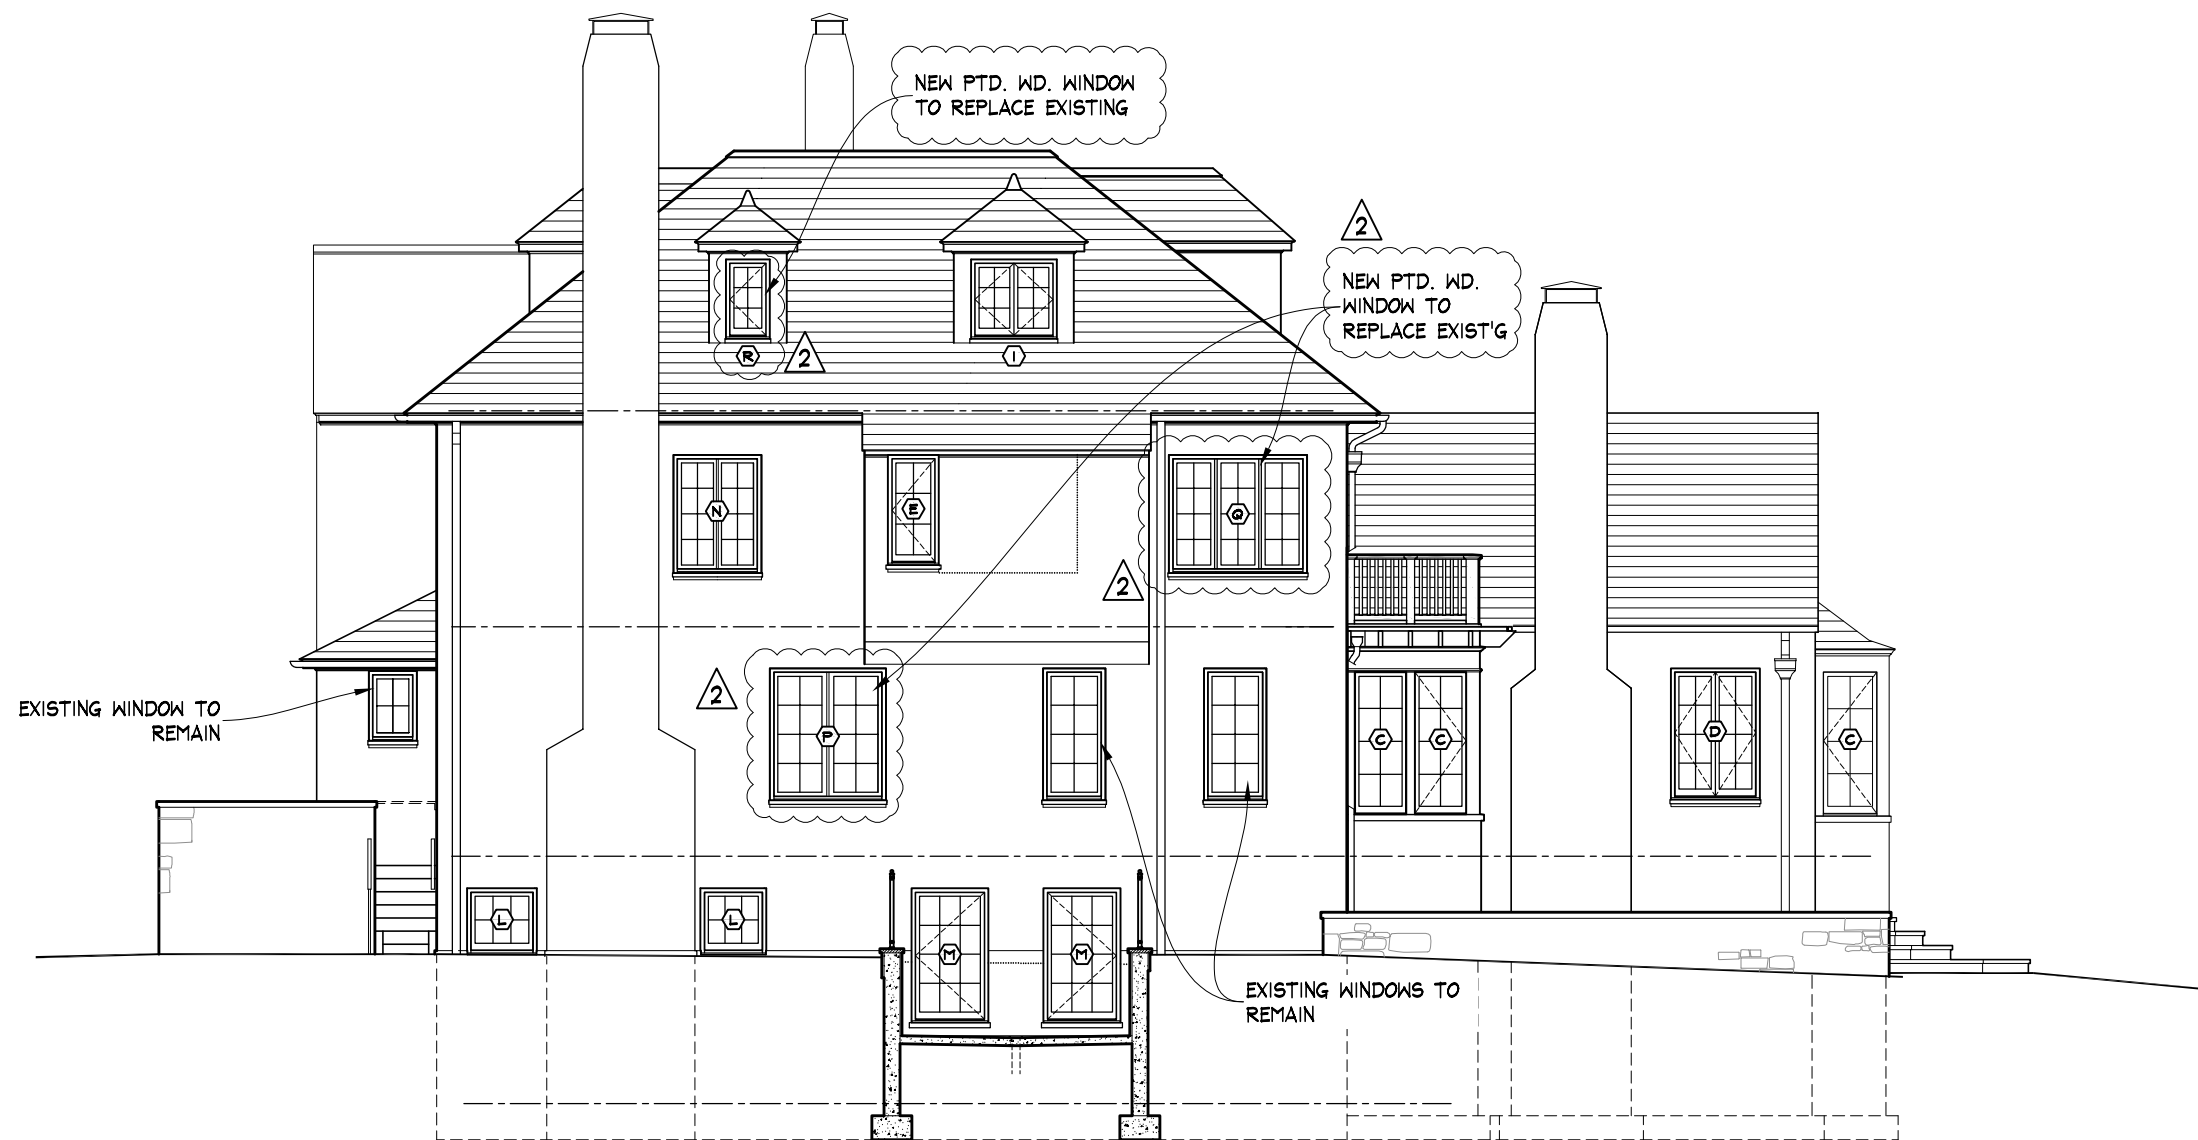 NEW PTD. WD. WINDOW
TO REPLACE EXISTING
2
NEW PTD. WD.
WINDOW TO
REPLACE EXIST'G
R
2
I
N
E
Q
2
2
EXISTING WINDOW TO
REMAIN
P
C
C
D
C
L
L
M
M
EXISTING WINDOWS TO
REMAIN